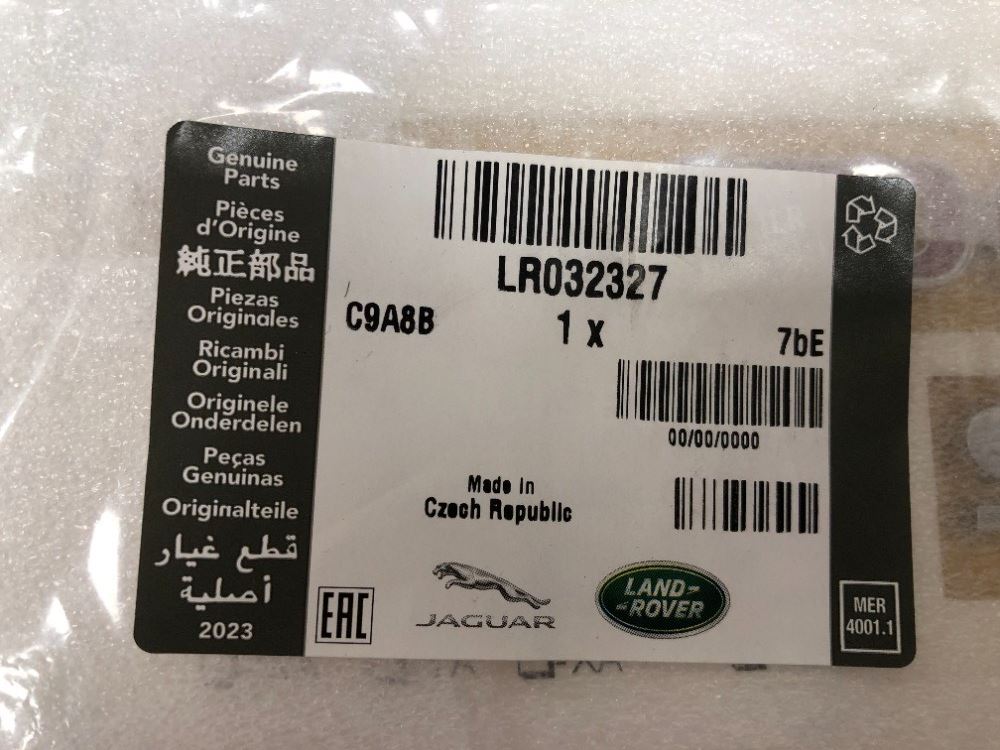 Genuine
Parts
Pièces
d'Origine
純正部品
Piezas
Originales
Ricambi
Originali
Originele
Onderdelen
Peças
Genuinas
Originalteile
قطع غيار
أصلية
2023
LR032327
C9A8B
1 x
7bE
00/00/0000
Made in
Czech Republic
EAC
JAGUAR
LAND-
ROVER
MER
4001.1